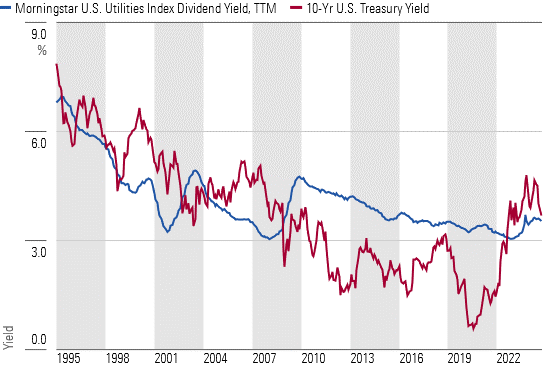 Morningstar U.S. Utilities Index Dividend Yield, TTM 10-Yr U.S. Treasury Yield
9.0
%
6.0
3.0
0.0
Yield
1995 1998 2001 2004 2007 2010 2013 2016 2019 2022